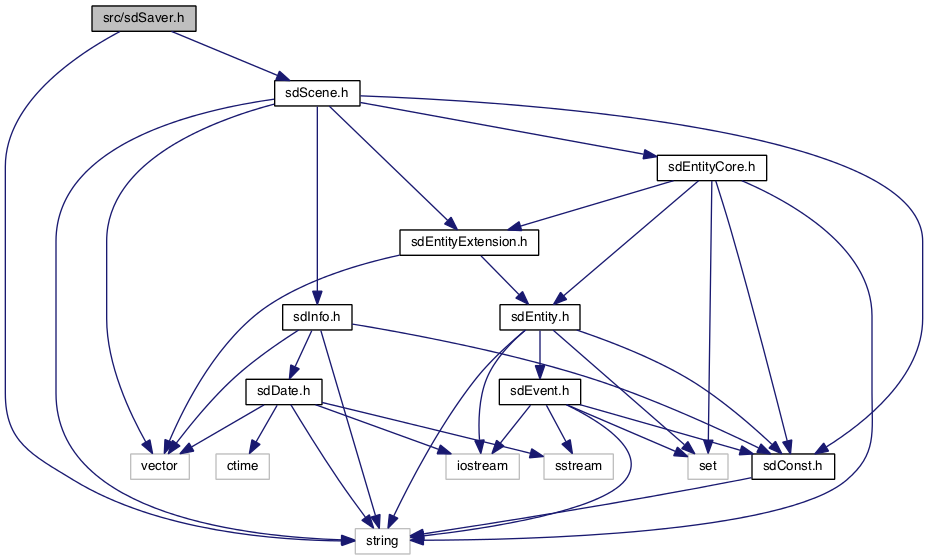 src/sdSaver.h
sdScene.h
sdEntityCore.h
sdEntityExtension.h
sdInfo.h
sdEntity.h
sdDate.h
sdEvent.h
vector
ctime
iostream
sstream
set
sdConst.h
string